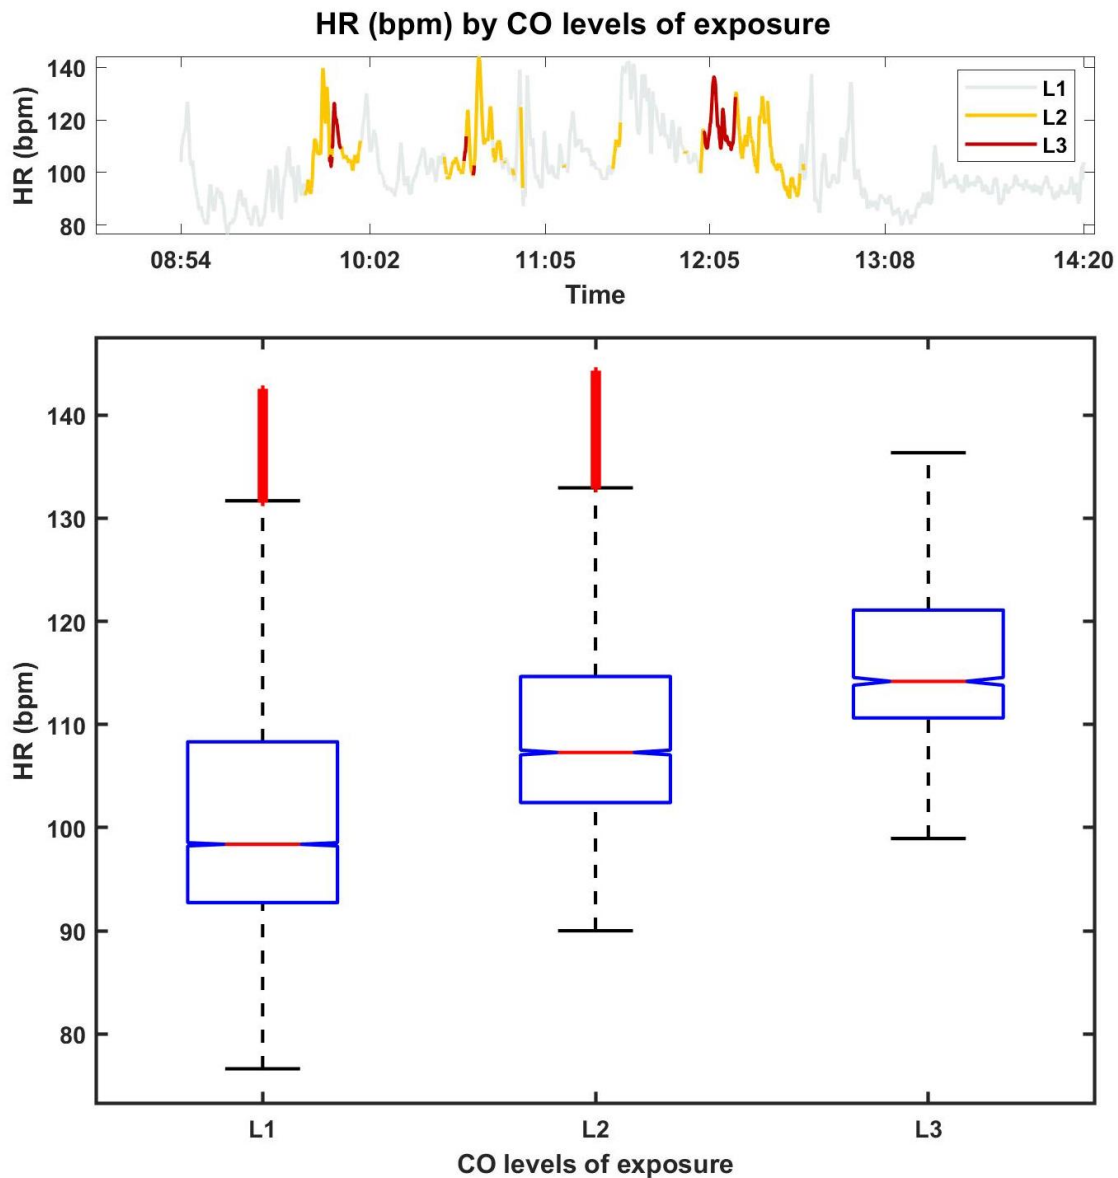 HR (bpm) by CO levels of exposure
HR (bpm)
140
120
100
80
L1
L2
L3
08:54 10:02 11:05 12:05 13:08 14:20
Time
HR (bpm)
140
130
120
110
100
90
80
L1 L2 L3
CO levels of exposure